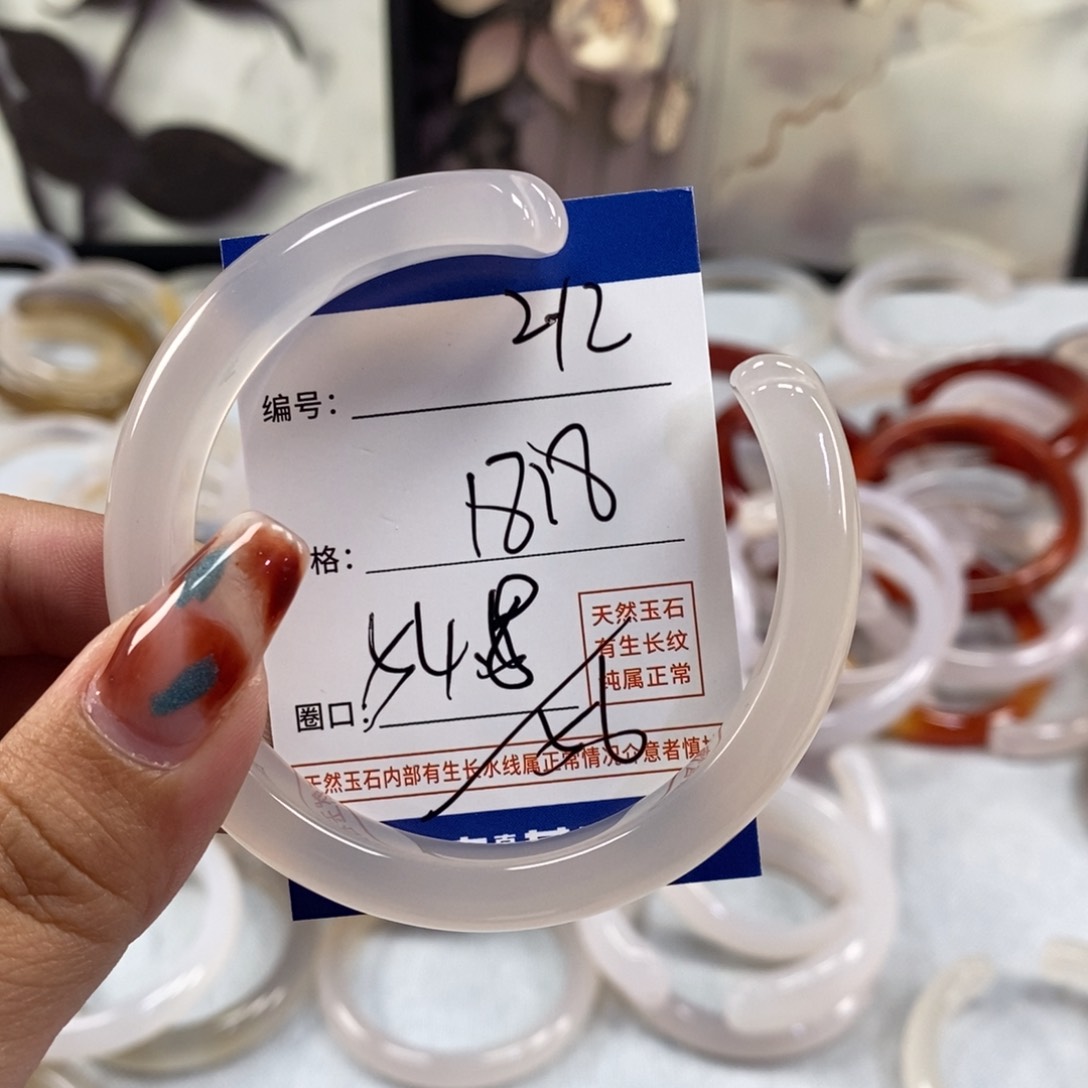 212
编号：
1818
格：
548
圈口：
天然玉石
有生长纹
纯属正常
56
天然玉石内部有生长水线属正常情况介意者慎